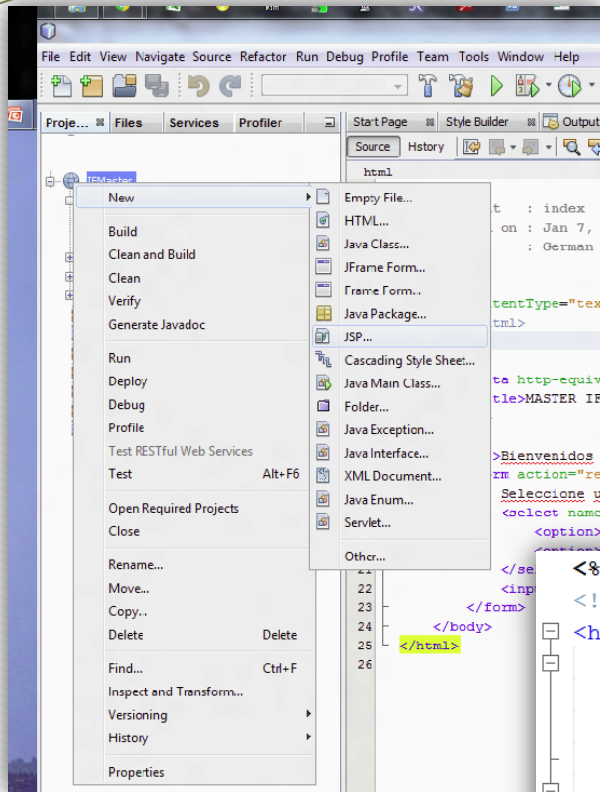 File Edit View Navigate Source Refactor Run Debug Profile Team Tools Window Help
Proje... Files Services Profiler
Start Page Style Builder Output
Source History
html
IFMaster
New
Build
Clean and Build
Clean
Verify
Generate Javadoc
Run
Deploy
Debug
Profile
Test RESTful Web Services
Test Alt+F6
Open Required Projects
Close
Rename...
Move...
Copy...
Delete Delete
Find... Ctrl+F
Inspect and Transform...
Versioning
History
Properties
Empty File...
HTML...
Java Class...
JFrame Form...
Frame Form...
Java Package...
JSP...
Cascading Style Sheet...
Java Main Class...
Folder...
Java Exception...
Java Interface...
XML Document...
Java Enum...
Servlet...
Other...
t : index
on : Jan 7,
: German
tentType="tex
tml>
ta http-equiv
tle>MASTER IF
>Bienvenidos
rm action="re
Seleccione u
<select name
<option>
<option>
21 </se
22 <inp
23 </form>
24 </body>
25 </html>
26
<%
<!
<h